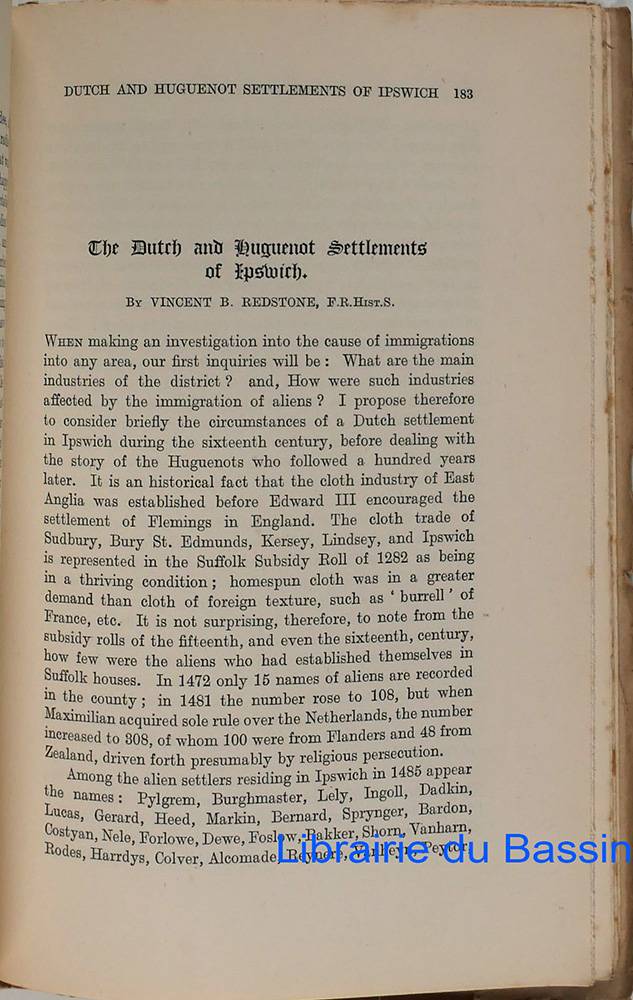 DUTCH AND HUGUENOT SETTLEMENTS OF IPSWICH 183
The Dutch and Huguenot Settlements
of Ipswich.
By VINCENT B. REDSTONE, F.R.Hist.S.
When making an investigation into the cause of immigrations
into any area, our first inquiries will be : What are the main
industries of the district ? and, How were such industries
affected by the immigration of aliens ? I propose therefore
to consider briefly the circumstances of a Dutch settlement
in Ipswich during the sixteenth century, before dealing with
the story of the Huguenots who followed a hundred years
later. It is an historical fact that the cloth industry of East
Anglia was established before Edward III encouraged the
settlement of Flemings in England. The cloth trade of
Sudbury, Bury St. Edmunds, Kersey, Lindsey, and Ipswich
is represented in the Suffolk Subsidy Roll of 1282 as being
in a thriving condition ; homespun cloth was in a greater
demand than cloth of foreign texture, such as ‘ burrell ’ of
France, etc. It is not surprising, therefore, to note from the
subsidy rolls of the fifteenth, and even the sixteenth, century,
how few were the aliens who had established themselves in
Suffolk houses. In 1472 only 15 names of aliens are recorded
in the county ; in 1481 the number rose to 108, but when
Maximilian acquired sole rule over the Netherlands, the number
increased to 308, of whom 100 were from Flanders and 48 from
Zealand, driven forth presumably by religious persecution.
Among the alien settlers residing in Ipswich in 1485 appear
the names : Pylgrem, Burghmaster, Lely, Ingoll, Dadkin,
Lucas, Gerard, Heed, Markin, Bernard, Sprynger, Bardon,
Costyan, Nele, Forlowe, Dewe, Foslow, Bakker, Shorn, Vanharn,
Rodes, Harrdys, Colver, Alcomade,
Librairie du Bassin